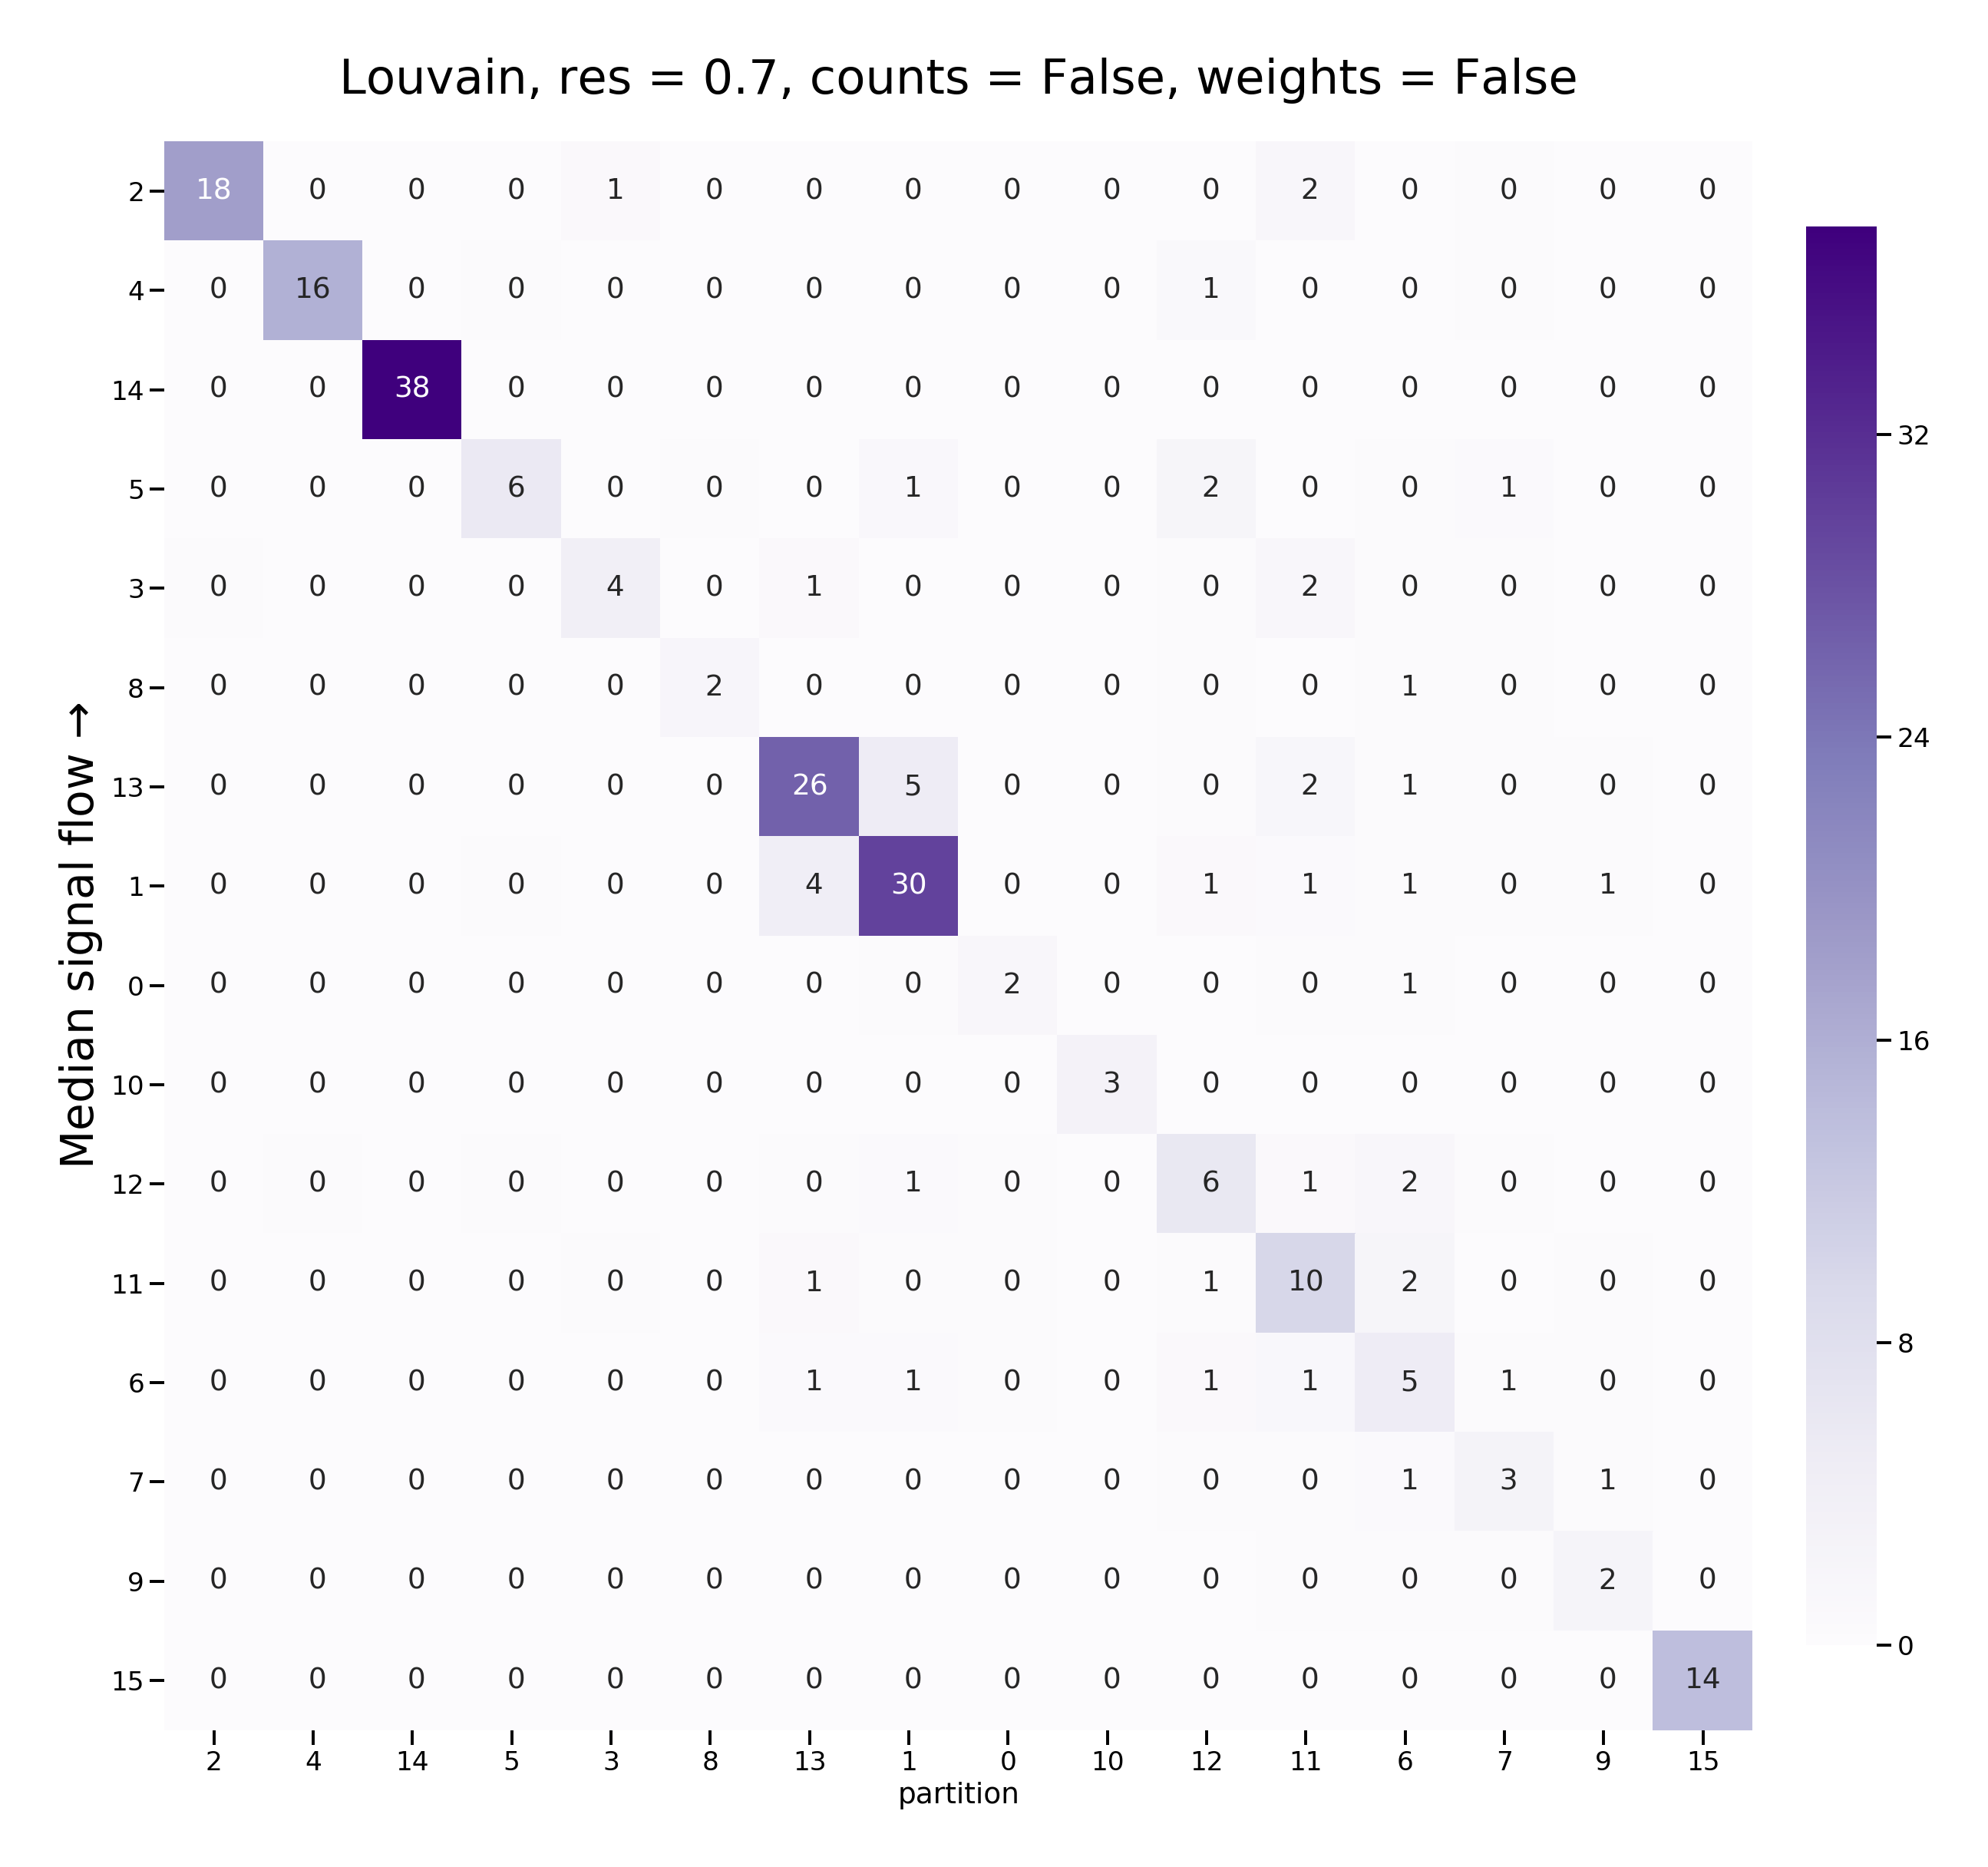 Louvain, res = 0.7, counts = False, weights = False
Median signal flow →
2 18 0 0 0 1 0 0 0 0 0 0 2 0 0 0 0
4 0 16 0 0 0 0 0 0 0 0 1 0 0 0 0 0
14 0 0 38 0 0 0 0 0 0 0 0 0 0 0 0 0
5 0 0 0 6 0 0 0 1 0 0 2 0 0 1 0 0
3 0 0 0 0 4 0 1 0 0 0 0 2 0 0 0 0
8 0 0 0 0 0 2 0 0 0 0 0 0 1 0 0 0
13 0 0 0 0 0 0 26 5 0 0 0 2 1 0 0 0
1 0 0 0 0 0 0 4 30 0 0 1 1 1 0 1 0
0 0 0 0 0 0 0 0 0 2 0 0 0 1 0 0 0
10 0 0 0 0 0 0 0 0 0 3 0 0 0 0 0 0
12 0 0 0 0 0 0 0 1 0 0 6 1 2 0 0 0
11 0 0 0 0 0 0 1 0 0 0 1 10 2 0 0 0
6 0 0 0 0 0 0 1 1 0 0 1 1 5 1 0 0
7 0 0 0 0 0 0 0 0 0 0 0 0 1 3 1 0
9 0 0 0 0 0 0 0 0 0 0 0 0 0 0 2 0
15 0 0 0 0 0 0 0 0 0 0 0 0 0 0 0 14
2 4 14 5 3 8 13 1 0 10 12 11 6 7 9 15
partition
32
24
16
8
0